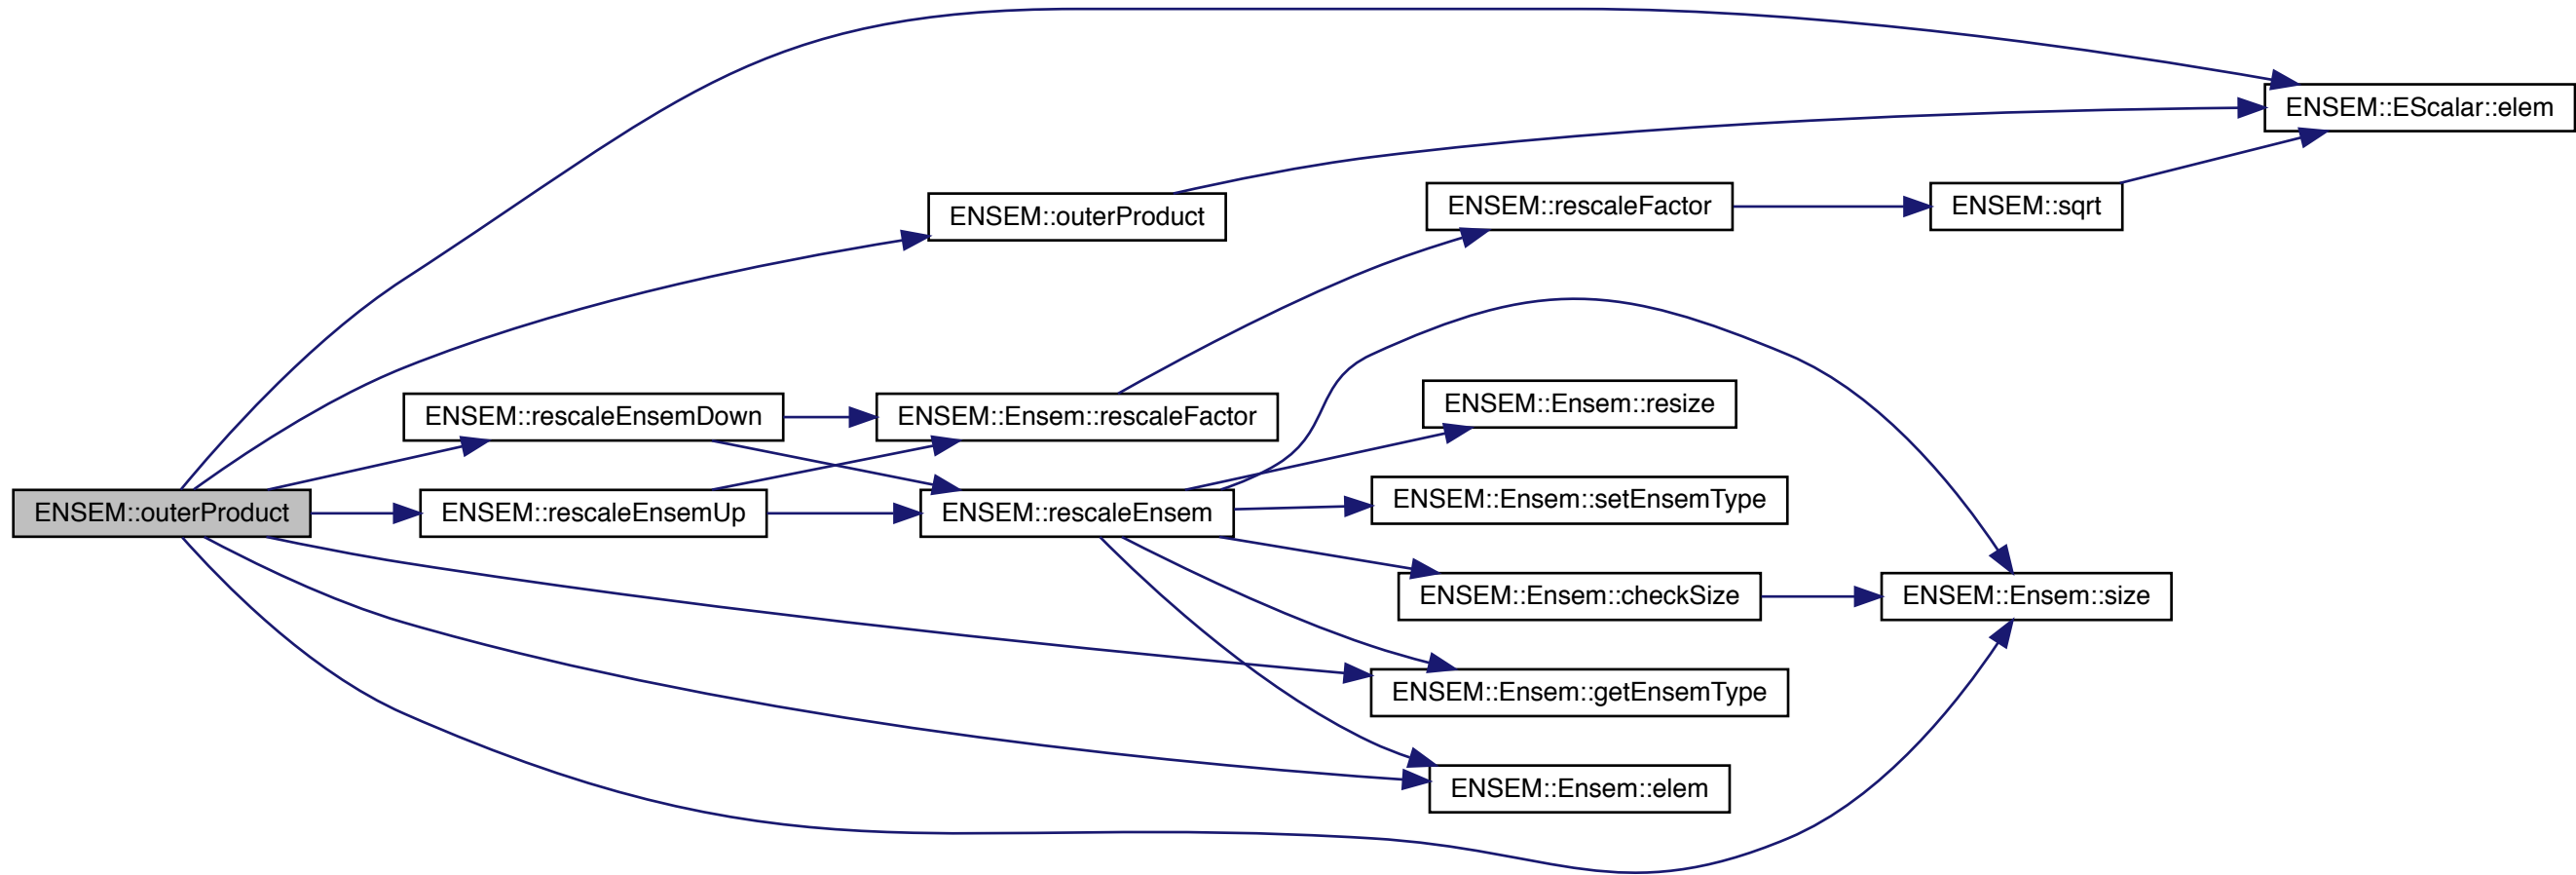 ENSEM::EScalar::elem
ENSEM::outerProduct
ENSEM::rescaleFactor
ENSEM::sqrt
ENSEM::rescaleEnsemDown
ENSEM::Ensem::rescaleFactor
ENSEM::Ensem::resize
ENSEM::outerProduct
ENSEM::rescaleEnsemUp
ENSEM::rescaleEnsem
ENSEM::Ensem::setEnsemType
ENSEM::Ensem::checkSize
ENSEM::Ensem::size
ENSEM::Ensem::getEnsemType
ENSEM::Ensem::elem